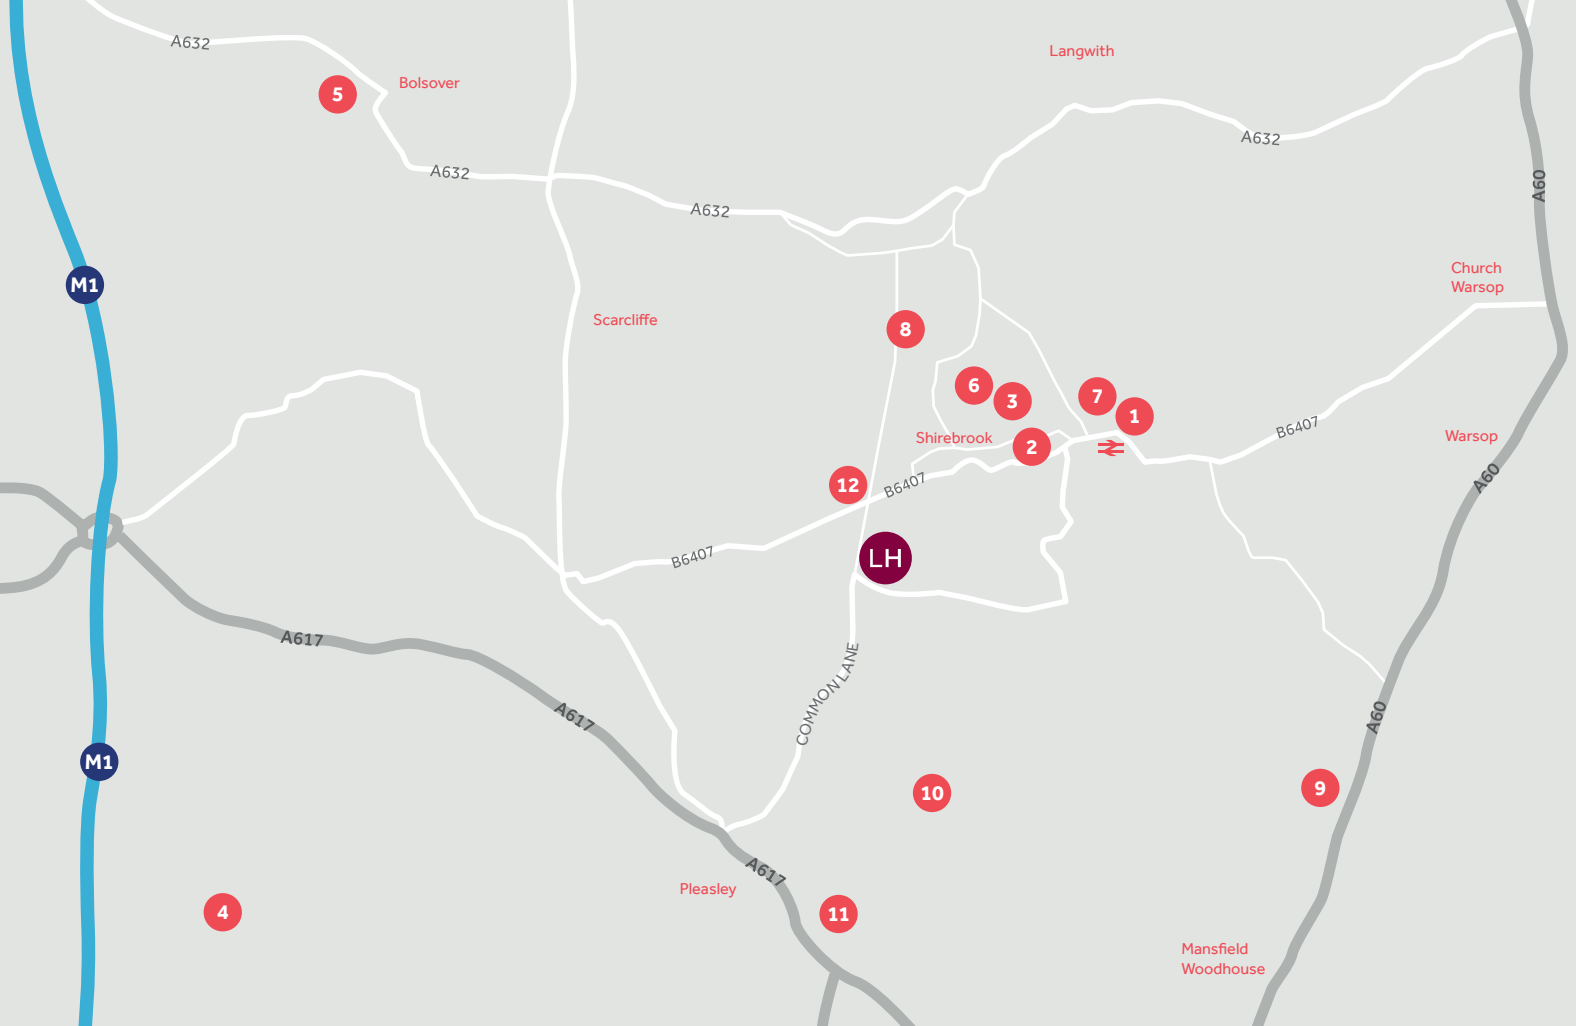 A632
Langwith
Bolsover
5
A632
A632
A632
A60
M1
Church
Warsop
Scarcliffe
8
6
3
7
1
B6407
Shirebrook
2
Warsop
12
B6407
A60
B6407
LH
A617
COMMON LANE
A617
A60
M1
10
9
A617
Pleasley
4
11
Mansfield
Woodhouse